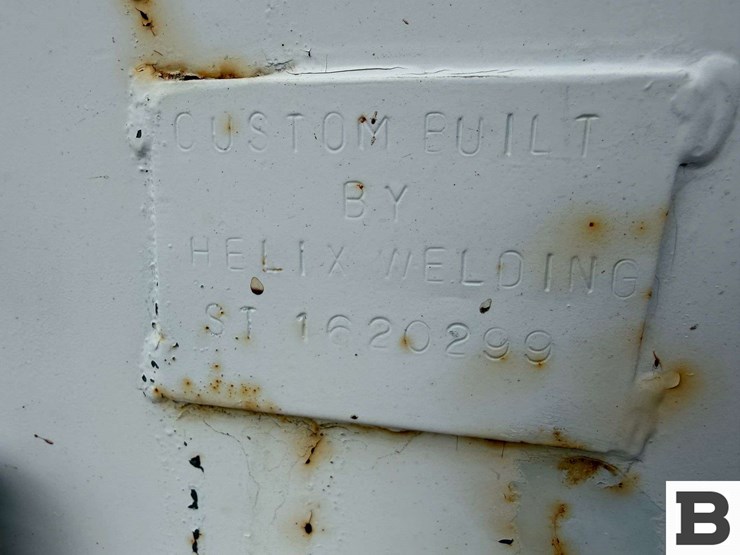 CUSTOM BUILT
BY
HELIX WELDING
ST 1620299
B